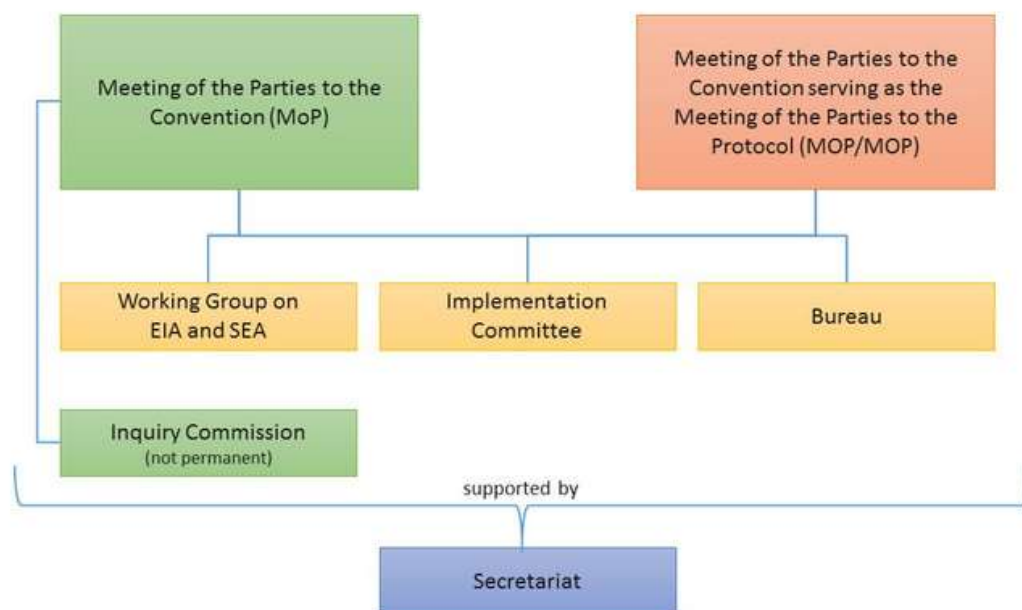 Meeting of the Parties to the
Convention (MoP)
Meeting of the Parties to the
Convention serving as the
Meeting of the Parties to the
Protocol (MOP/MOP)
Working Group on
EIA and SEA
Implementation
Committee
Bureau
Inquiry Commission
(not permanent)
supported by
Secretariat